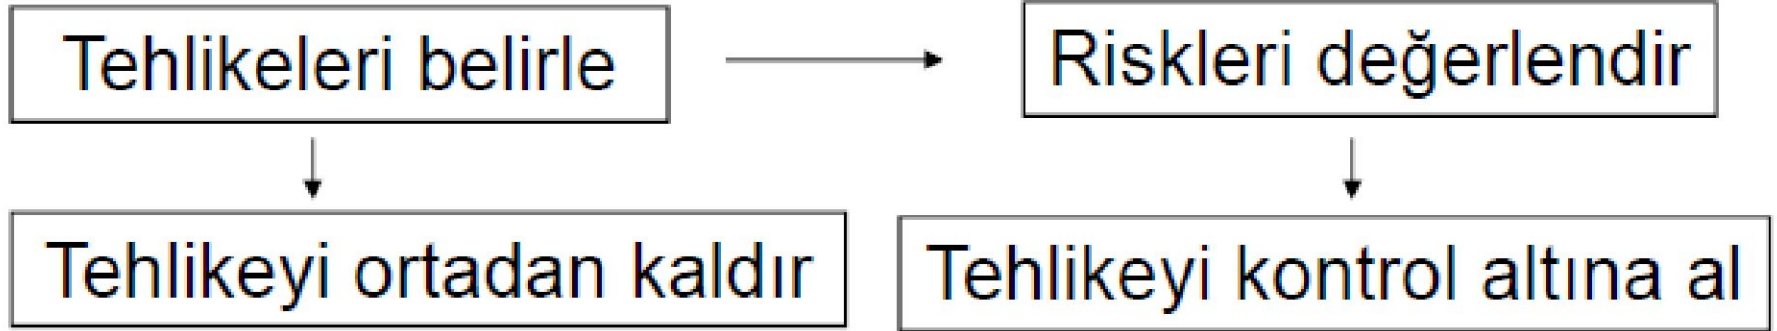 Tehlikeleri belirle
Riskleri değerlendir
Tehlikeyi ortadan kaldır
Tehlikeyi kontrol altına al